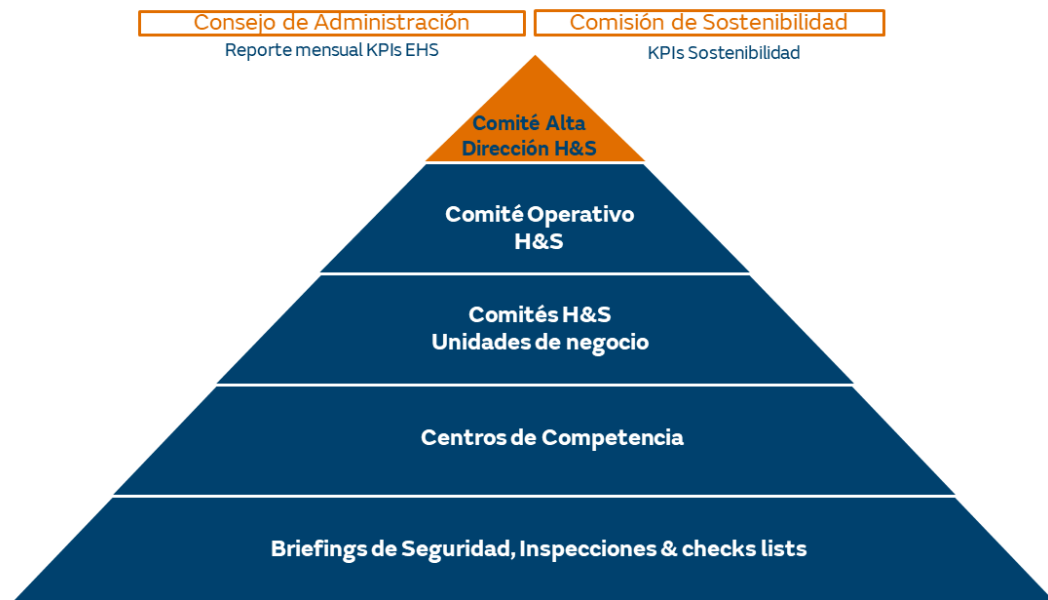 Consejo de Administración
Comisión de Sostenibilidad
Reporte mensual KPIs EHS
KPIs Sostenibilidad
Comité Alta
Dirección H&S
Comité Operativo
H&S
Comités H&S
Unidades de negocio
Centros de Competencia
Briefings de Seguridad, Inspecciones & checks lists